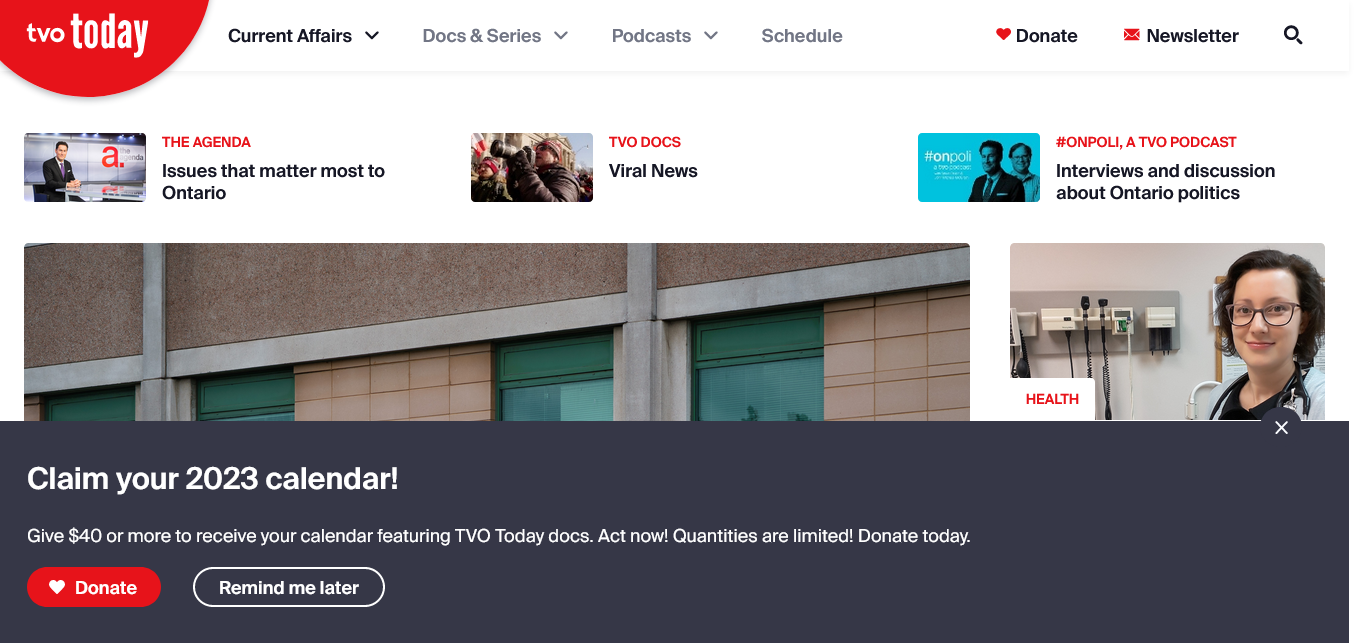 tvo today
Current Affairs
Docs & Series
Podcasts
Schedule
Donate
Newsletter
THE AGENDA
Issues that matter most to
Ontario
a. the
agenda
TVO DOCS
Viral News
#ONPOLI, A TVO PODCAST
Interviews and discussion
about Ontario politics
#onpoli
a tvo podcast
HEALTH
Claim your 2023 calendar!
Give $40 or more to receive your calendar featuring TVO Today docs. Act now! Quantities are limited! Donate today.
Donate
Remind me later